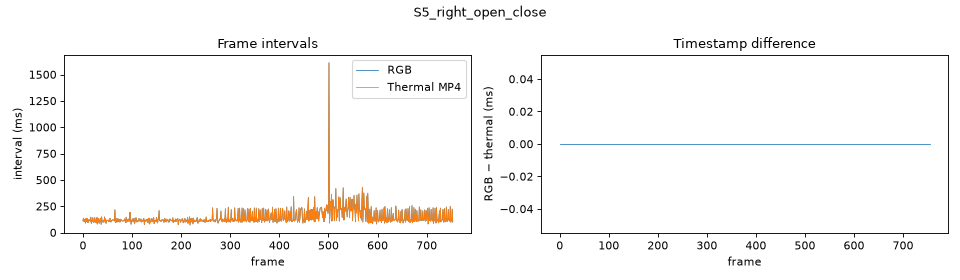 S5_right_open_close
Frame intervals
RGB
Thermal MP4
interval (ms)
1500
1250
1000
750
500
250
0
0 100 200 300 400 500 600 700
frame
Timestamp difference
RGB − thermal (ms)
0.04
0.02
0.00
−0.02
−0.04
0 100 200 300 400 500 600 700
frame